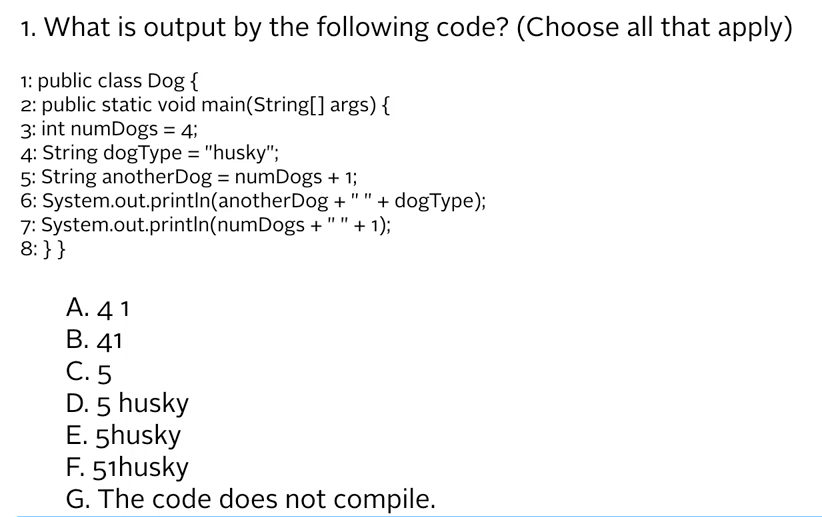 1. What is output by the following code? (Choose all that apply)
1: public class Dog {
2: public static void main(String[] args) {
3: int numDogs = 4;
4: String dogType = "husky";
5: String anotherDog = numDogs + 1;
6: System.out.println(anotherDog + " " + dogType);
7: System.out.println(numDogs + " " + 1);
8: } }
A. 4 1
B. 41
C. 5
D. 5 husky
E. 5husky
F. 51husky
G. The code does not compile.